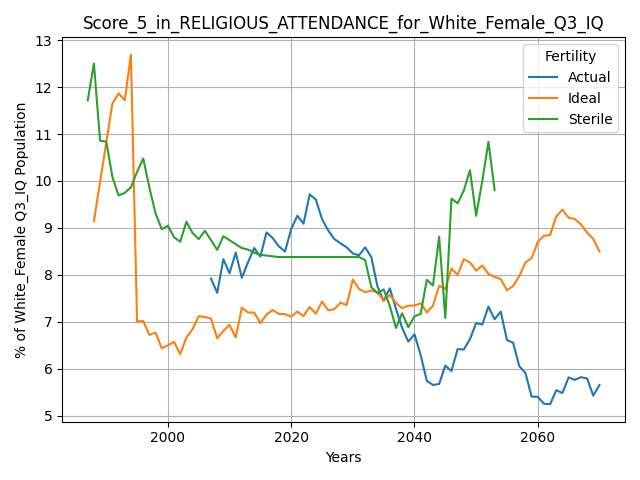 Score_5_in_RELIGIOUS_ATTENDANCE_for_White_Female_Q3_IQ
% of White_Female Q3_IQ Population
13
12
11
10
9
8
7
6
5
Fertility
Actual
Ideal
Sterile
2000 2020 2040 2060
Years